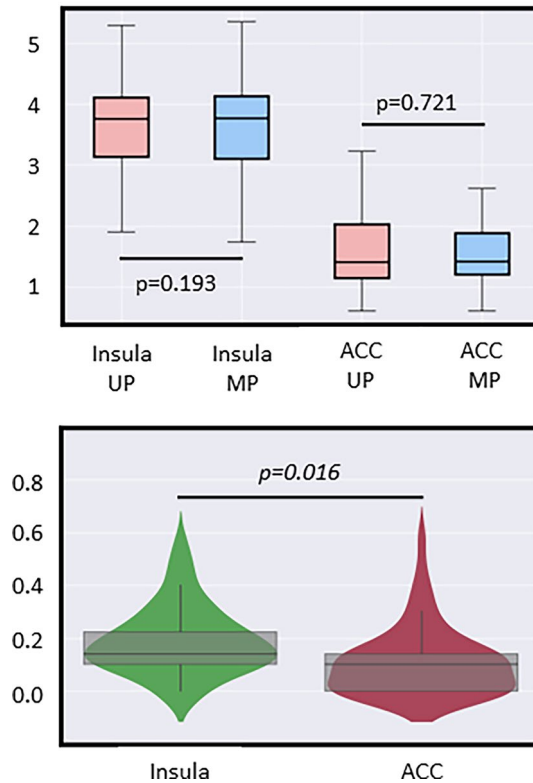 5
4
3
2
1
p=0.721
p=0.193
Insula UP
Insula MP
ACC UP
ACC MP
0.8
0.6
0.4
0.2
0.0
p=0.016
Insula
ACC